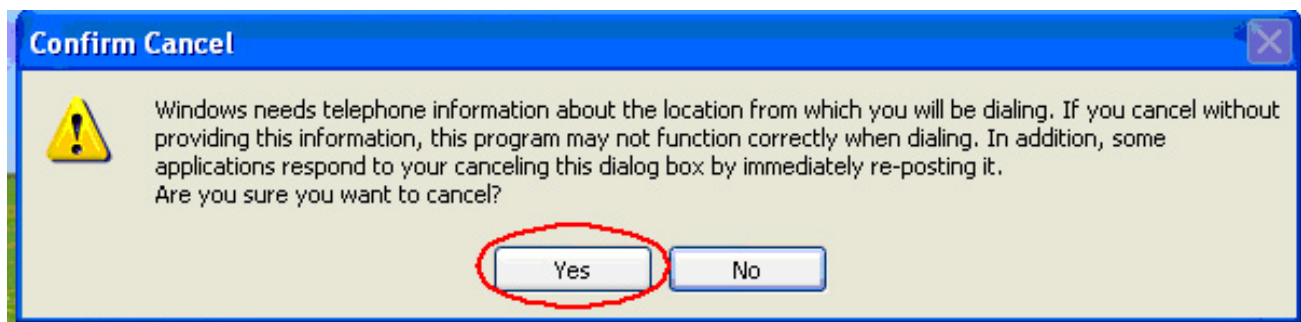 Confirm Cancel
Windows needs telephone information about the location from which you will be dialing. If you cancel without
providing this information, this program may not function correctly when dialing. In addition, some
applications respond to your canceling this dialog box by immediately re-posting it.
Are you sure you want to cancel?
Yes No